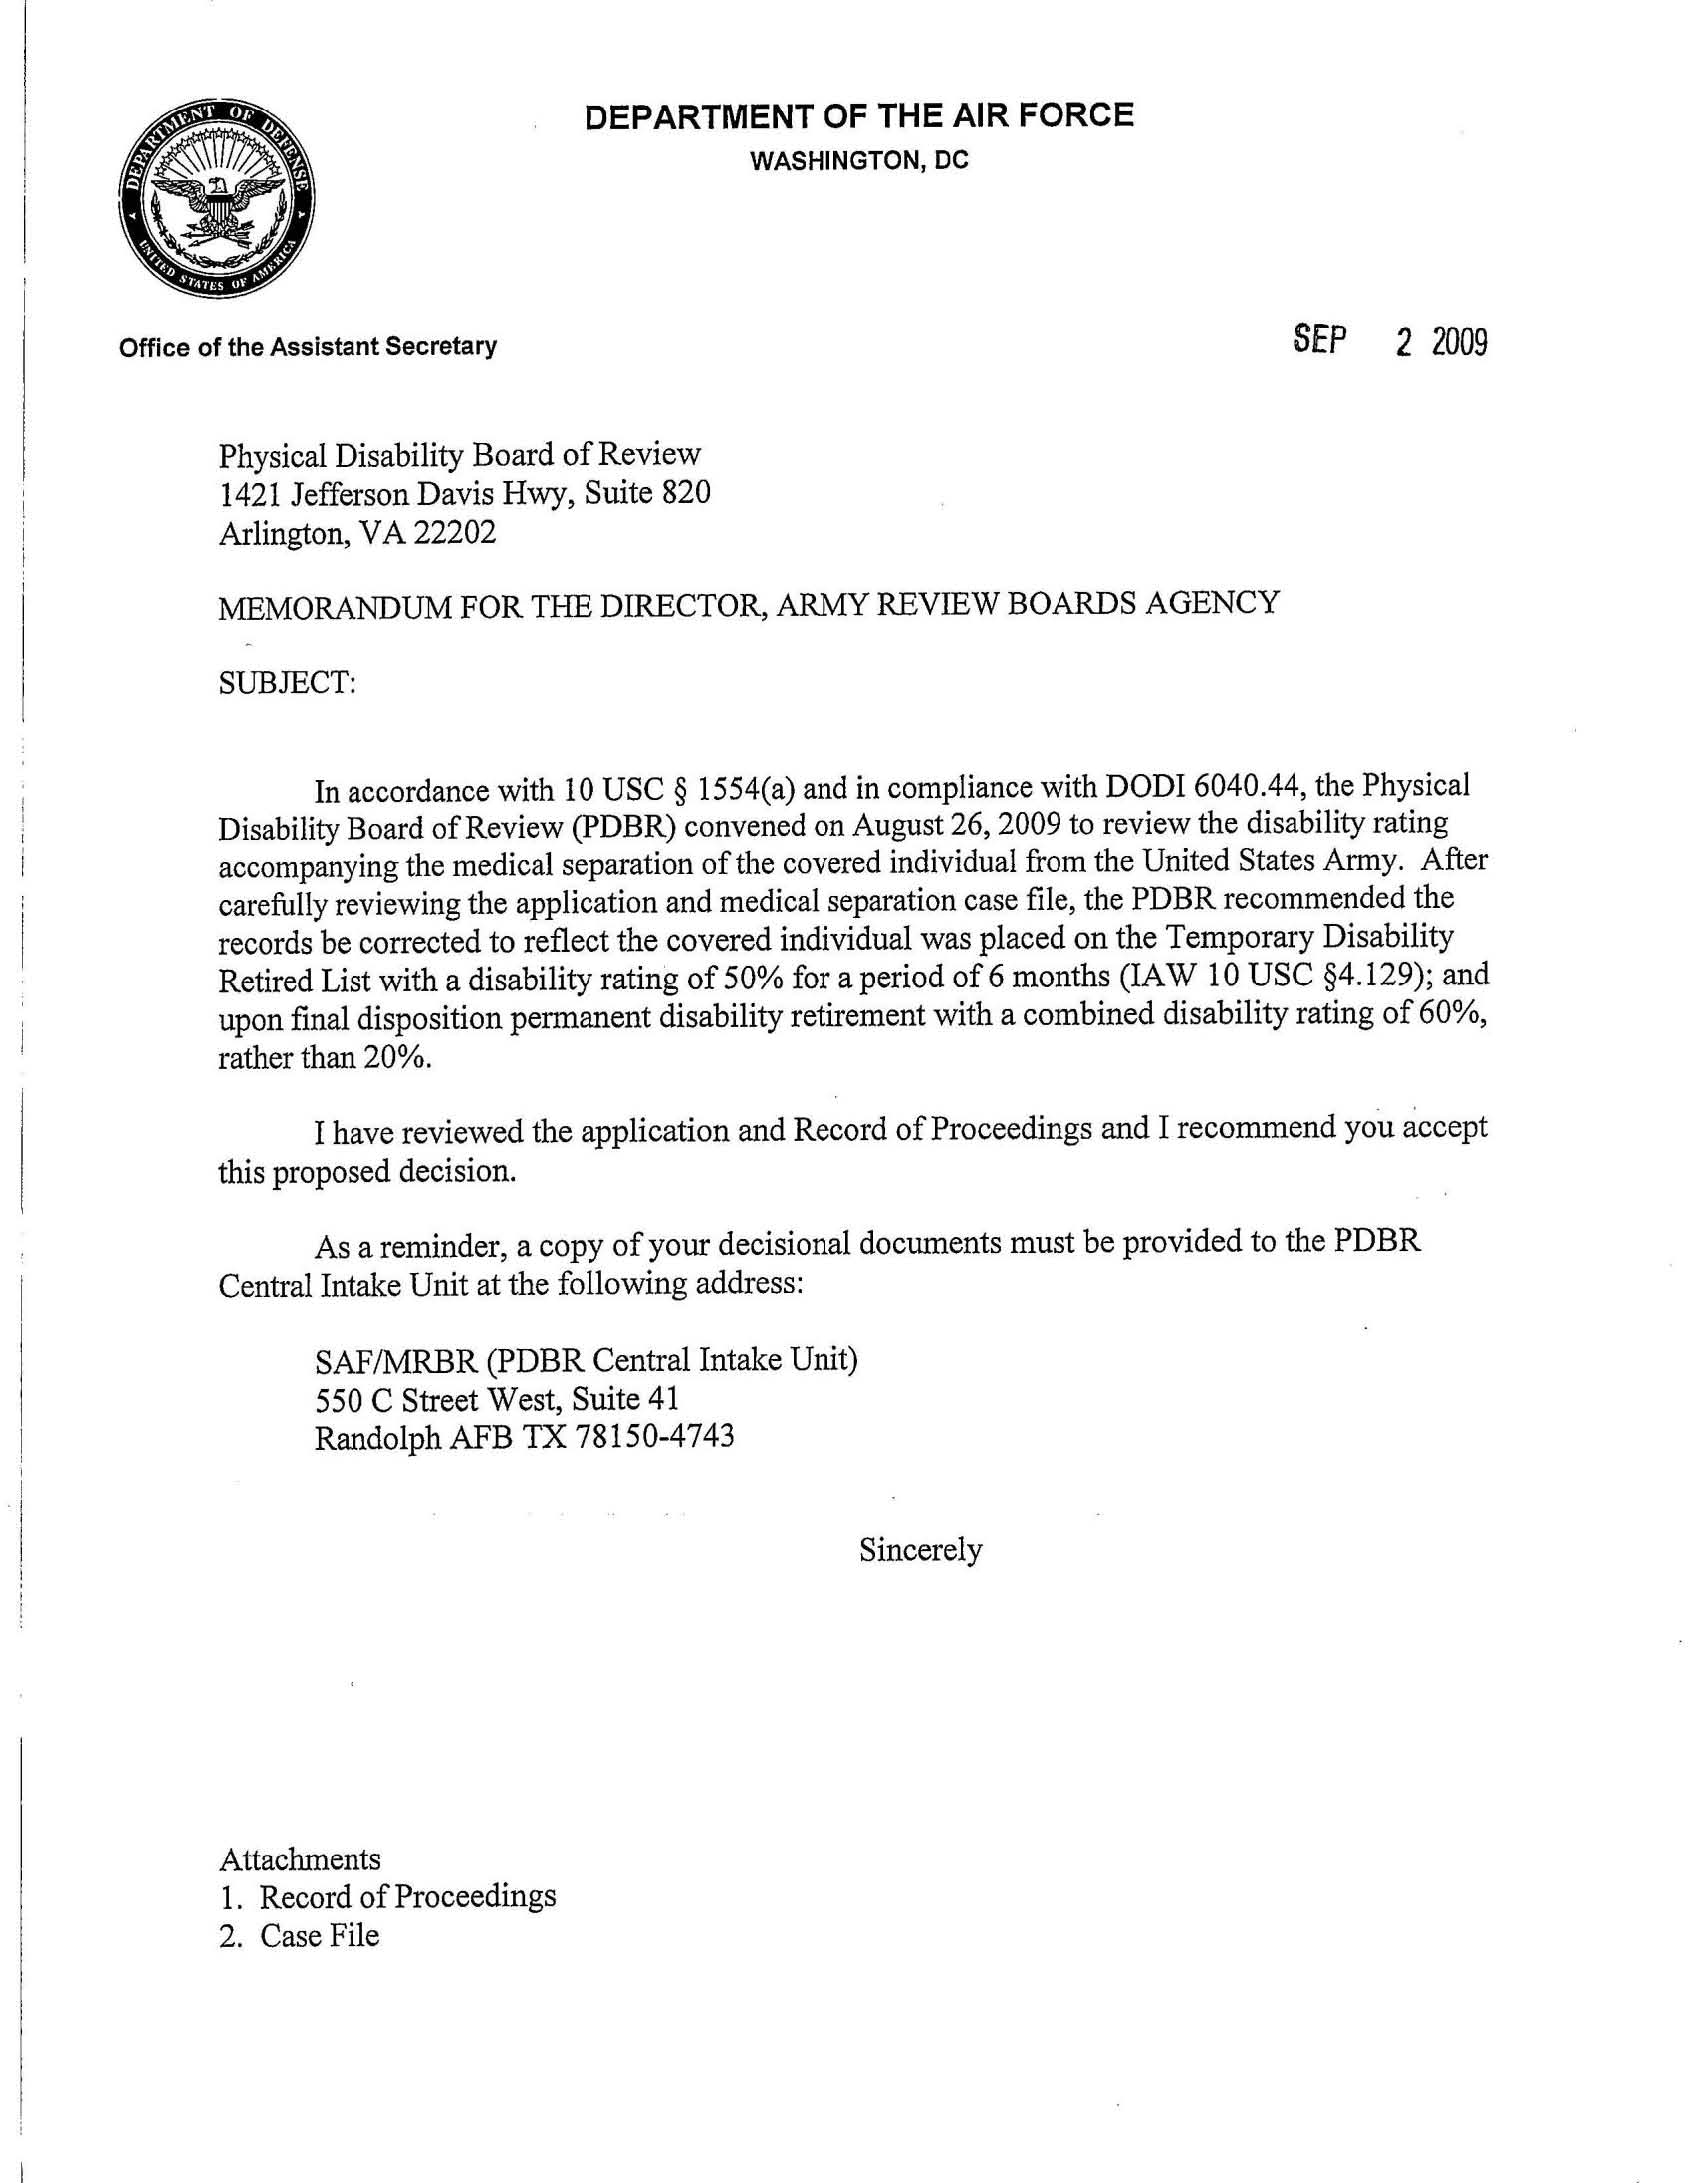 DEPARTMENT OF DEFENSE
UNITED STATES OF AMERICA
DEPARTMENT OF THE AIR FORCE
WASHINGTON, DC
Office of the Assistant Secretary
SEP 2 2009
Physical Disability Board of Review
1421 Jefferson Davis Hwy, Suite 820
Arlington, VA 22202
MEMORANDUM FOR THE DIRECTOR, ARMY REVIEW BOARDS AGENCY
SUBJECT:
In accordance with 10 USC § 1554(a) and in compliance with DODI 6040.44, the Physical
Disability Board of Review (PDBR) convened on August 26, 2009 to review the disability rating
accompanying the medical separation of the covered individual from the United States Army. After
carefully reviewing the application and medical separation case file, the PDBR recommended the
records be corrected to reflect the covered individual was placed on the Temporary Disability
Retired List with a disability rating of 50% for a period of 6 months (IAW 10 USC §4.129); and
upon final disposition permanent disability retirement with a combined disability rating of 60%,
rather than 20%.
I have reviewed the application and Record of Proceedings and I recommend you accept
this proposed decision.
As a reminder, a copy of your decisional documents must be provided to the PDBR
Central Intake Unit at the following address:
SAF/MRBR (PDBR Central Intake Unit)
550 C Street West, Suite 41
Randolph AFB TX 78150-4743
Sincerely
Attachments
1. Record of Proceedings
2. Case File